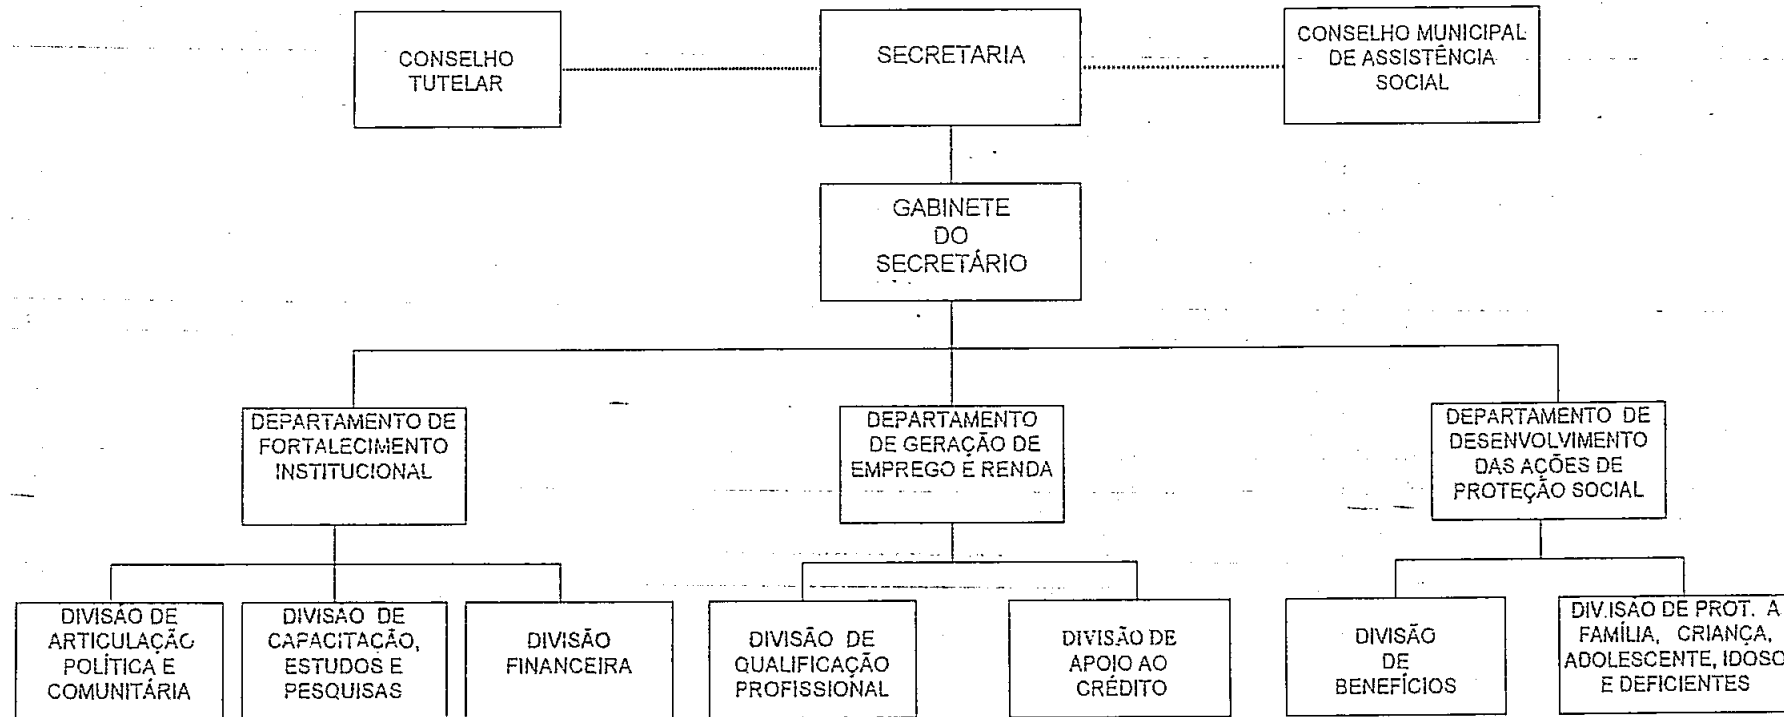 CONSELHO
TUTELAR
SECRETARIA
CONSELHO MUNICIPAL
DE ASSISTÊNCIA
SOCIAL
GABINETE
DO
SECRETÁRIO
DEPARTAMENTO DE
FORTALECIMENTO
INSTITUCIONAL
DEPARTAMENTO
DE GERAÇÃO DE
EMPREGO E RENDA
DEPARTAMENTO DE
DESENVOLVIMENTO
DAS AÇÕES DE
PROTEÇÃO SOCIAL
DIVISÃO DE
ARTICULAÇÃO
POLÍTICA E
COMUNITÁRIA
DIVISÃO DE
CAPACITAÇÃO,
ESTUDOS E
PESQUISAS
DIVISÃO
FINANCEIRA
DIVISÃO DE
QUALIFICAÇÃO
PROFISSIONAL
DIVISÃO DE
APOIO AO
CRÉDITO
DIVISÃO
DE
BENEFÍCIOS
DIVISÃO DE PROT. A
FAMÍLIA, CRIANÇA,
ADOLESCENTE, IDOSO
E DEFICIENTES